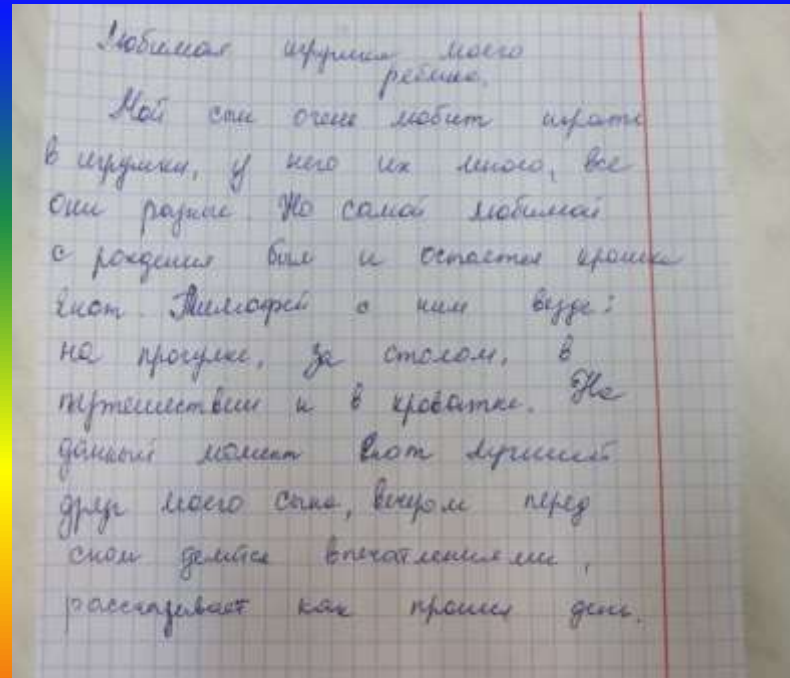 Любимая игрушка моего
ребенка.
Мой сын очень любит играть
в игрушки, у него их много, все
они разные. Но самой любимой
с рождения был и остается крошка
Енот. Тимофей с ним везде:
на прогулке, за столом, в
путешествии и в кроватке. На
данный момент Енот лучший
друг моего сына, вечером перед
сном делится впечатлениями,
рассказывает как прошел день.